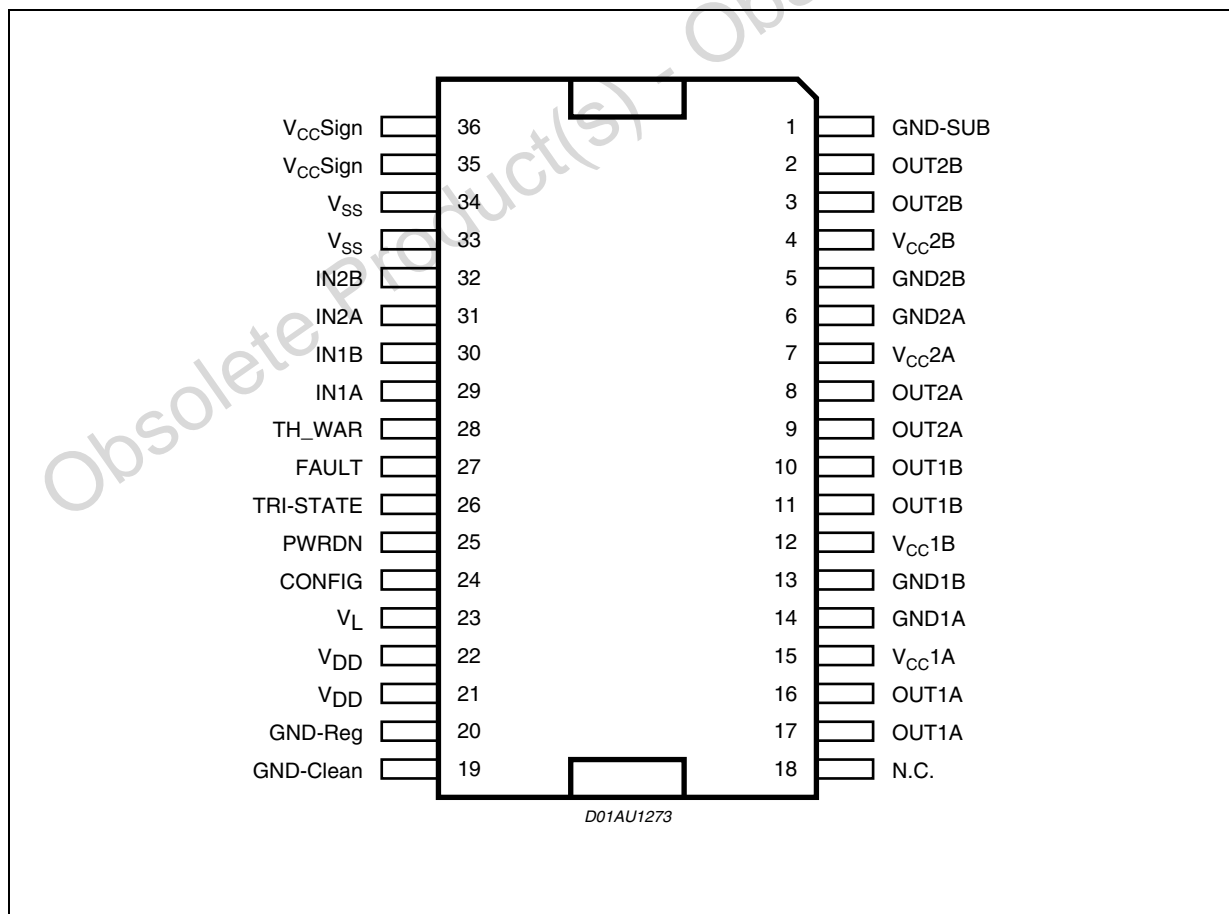 Obsolete Product(s) - Obs
V_CCSign 36 1 GND-SUB
V_CCSign 35 2 OUT2B
V_SS 34 3 OUT2B
V_SS 33 4 V_CC2B
IN2B 32 5 GND2B
IN2A 31 6 GND2A
IN1B 30 7 V_CC2A
IN1A 29 8 OUT2A
TH_WAR 28 9 OUT2A
FAULT 27 10 OUT1B
TRI-STATE 26 11 OUT1B
PWRDN 25 12 V_CC1B
CONFIG 24 13 GND1B
V_L 23 14 GND1A
V_DD 22 15 V_CC1A
V_DD 21 16 OUT1A
GND-Reg 20 17 OUT1A
GND-Clean 19 18 N.C.
D01AU1273